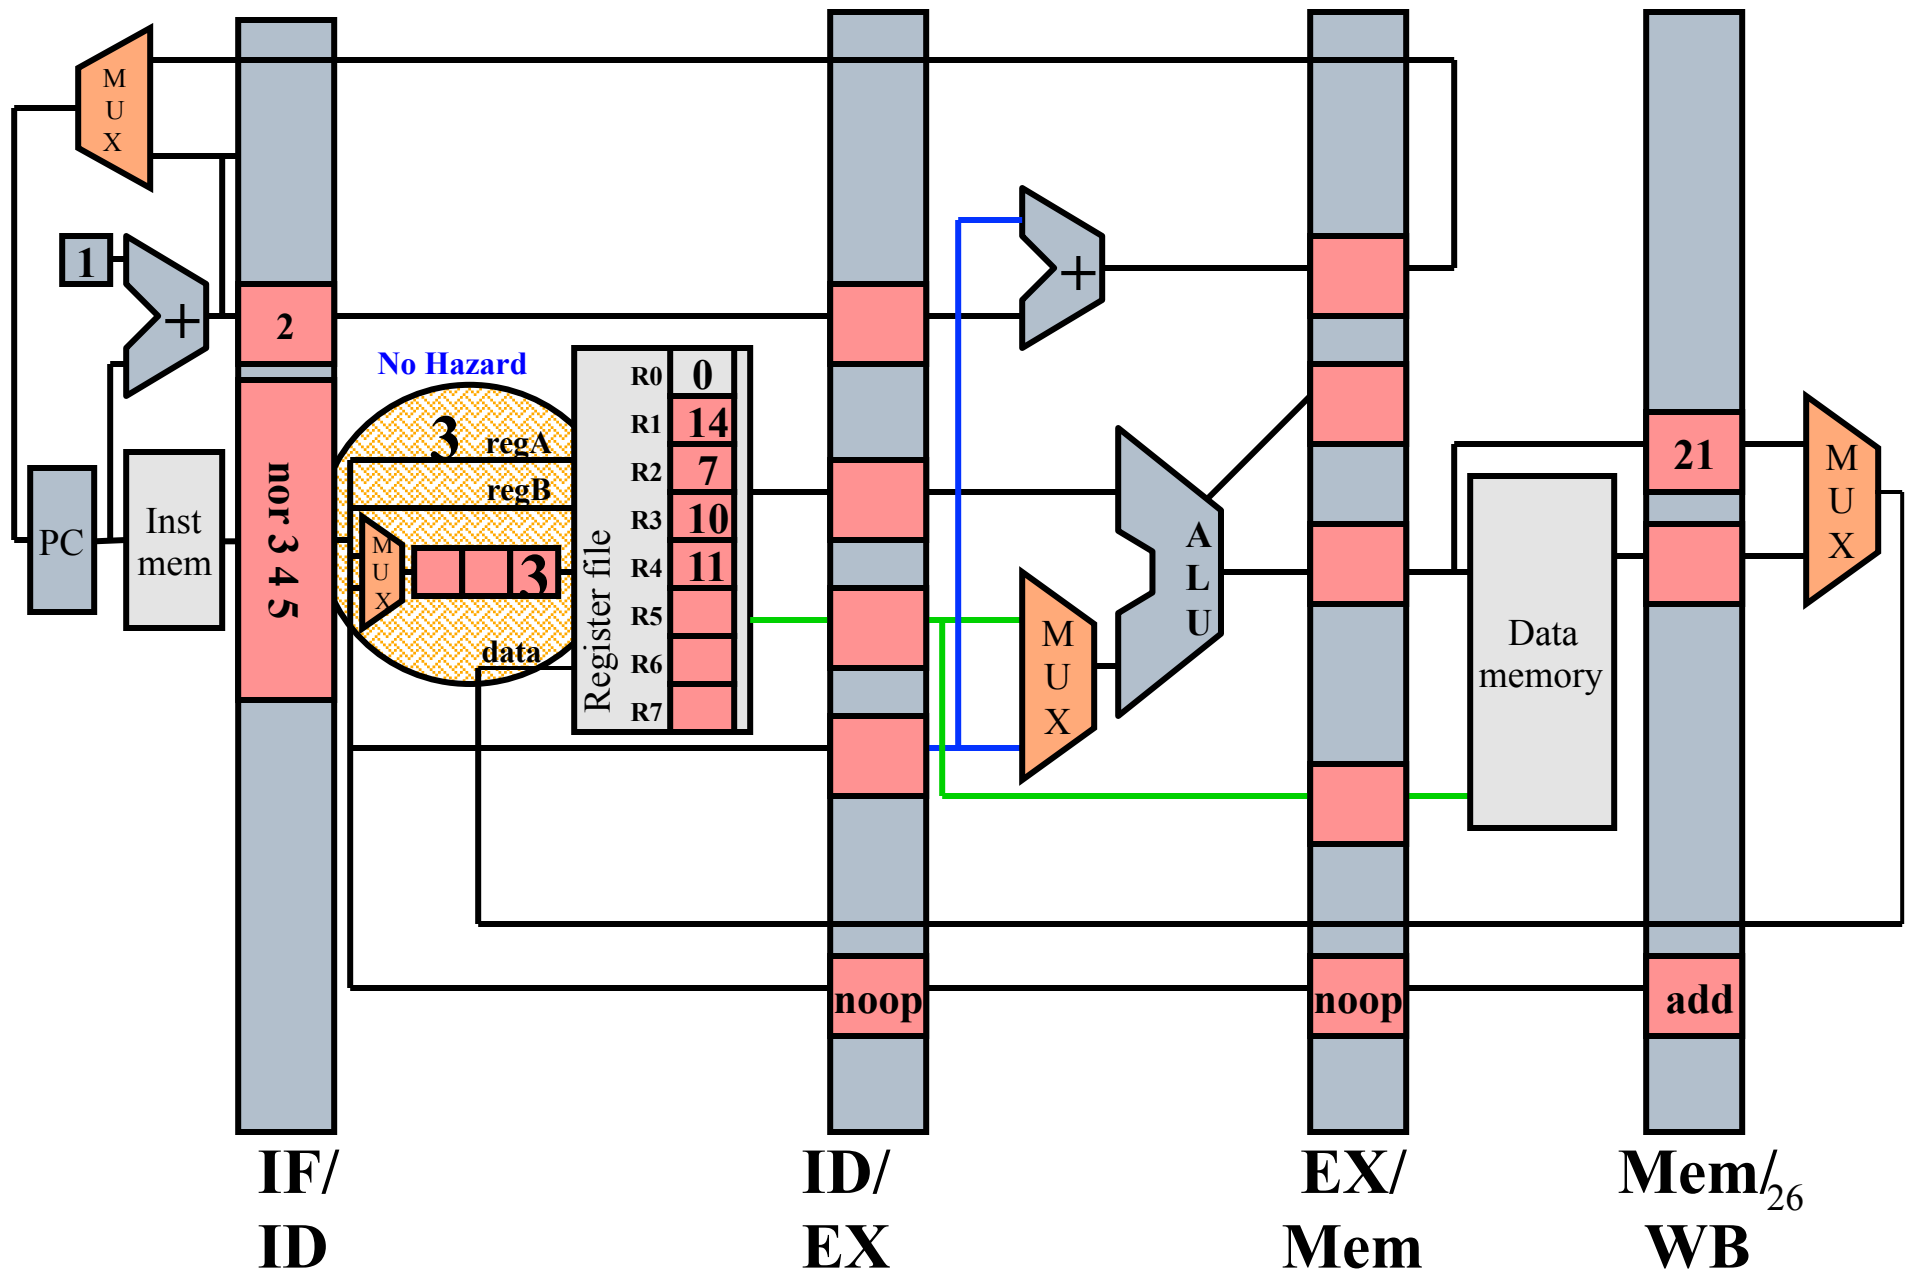 M
U
X
1
+
2
+
No Hazard
R0 0
R1 14
R2 7
R3 10
R4 11
R5
R6
R7
3 regA
regB
nor 3 4 5
M
U
X
3
data
Register file
PC
Inst
mem
M
U
X
A
L
U
21
M
U
X
Data
memory
noop
noop
add
IF/
ID
ID/
EX
EX/
Mem
Mem/
WB
26